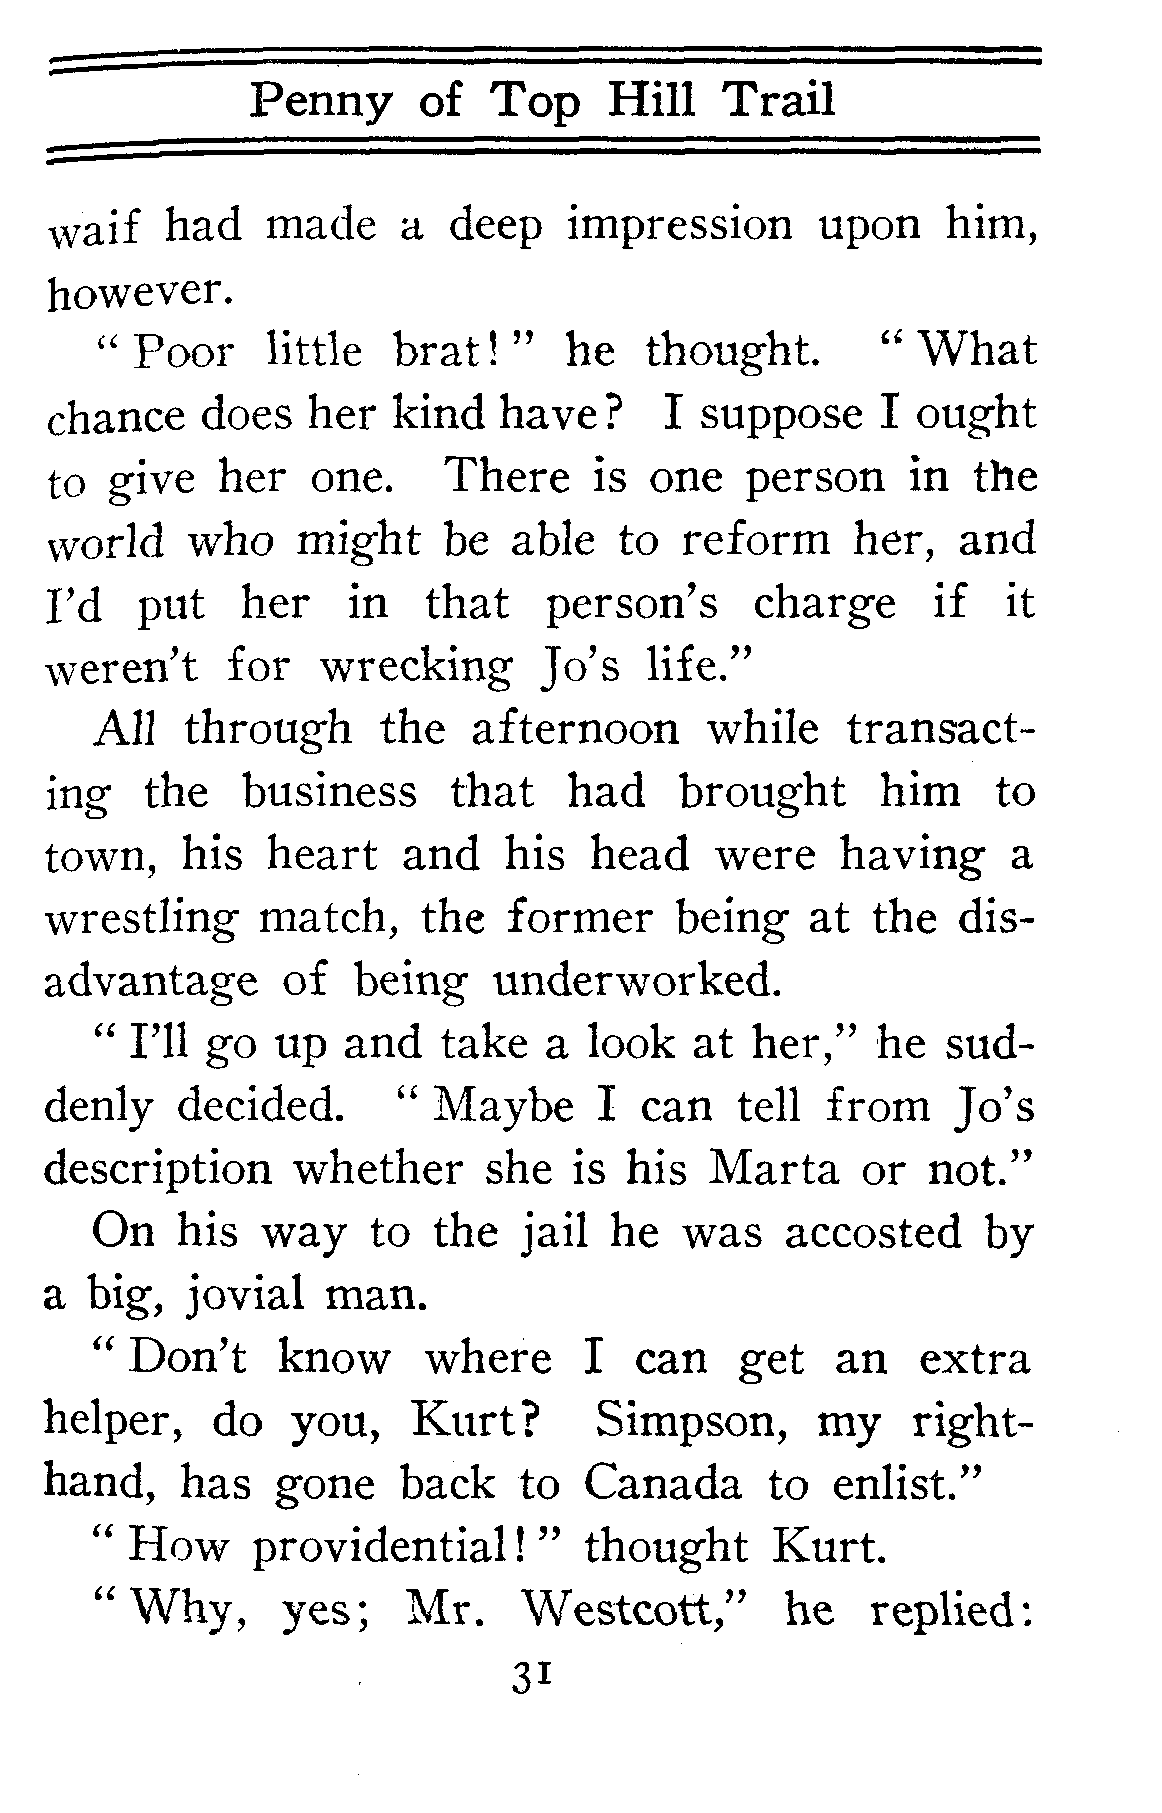 Penny of Top Hill Trail
waif had made a deep impression upon him,
however.
“ Poor little brat! ” he thought. “ What
chance does her kind have? I suppose I ought
to give her one. There is one person in the
world who might be able to reform her, and
I’d put her in that person’s charge if it
weren’t for wrecking Jo’s life.”
All through the afternoon while transact-
ing the business that had brought him to
town, his heart and his head were having a
wrestling match, the former being at the dis-
advantage of being underworked.
“ I’ll go up and take a look at her,” he sud-
denly decided. “ Maybe I can tell from Jo’s
description whether she is his Marta or not.”
On his way to the jail he was accosted by
a big, jovial man.
“ Don’t know where I can get an extra
helper, do you, Kurt? Simpson, my right-
hand, has gone back to Canada to enlist.”
“ How providential! ” thought Kurt.
“ Why, yes; Mr. Westcott,” he replied:
31